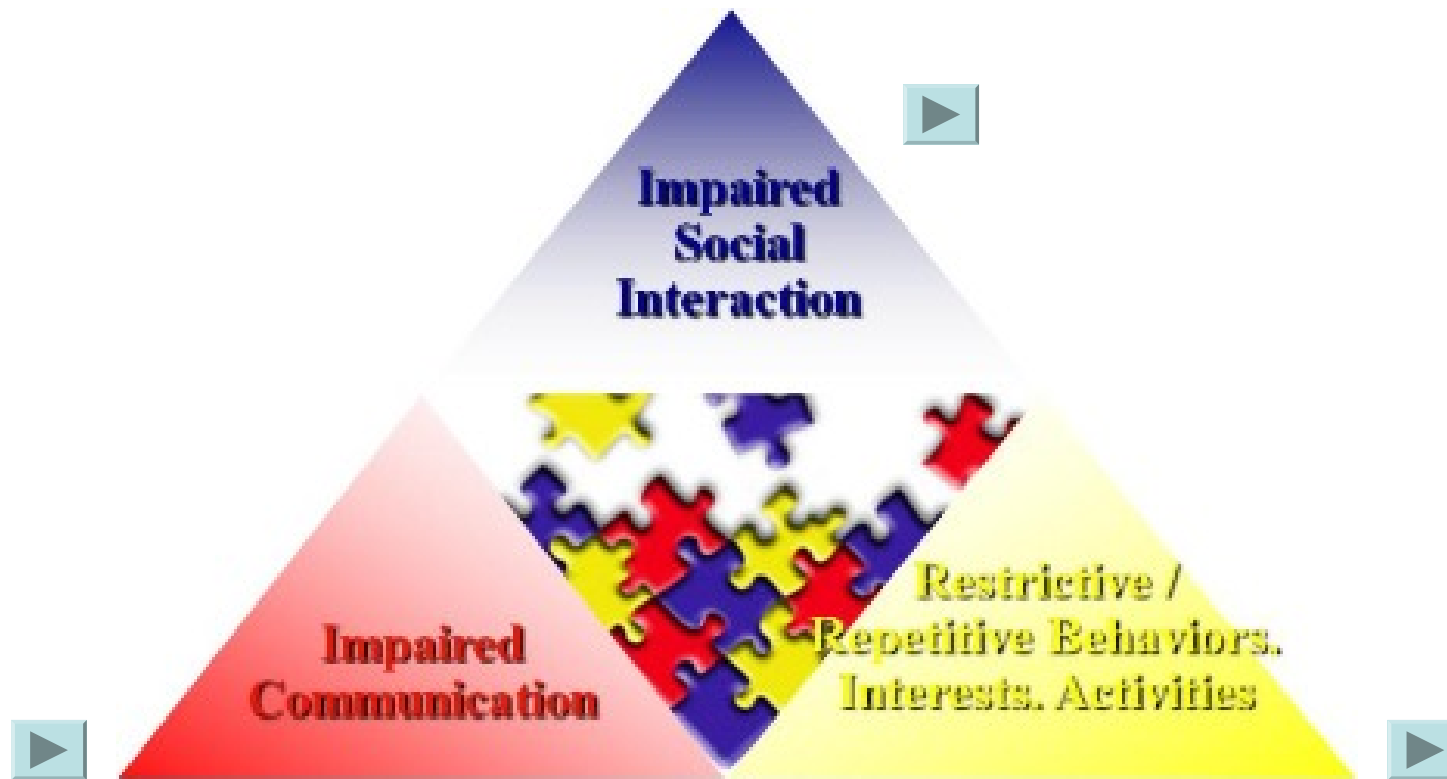 Impaired
Social
Interaction
Impaired
Communication
Restrictive /
Repetitive Behaviors.
Interests. Activities